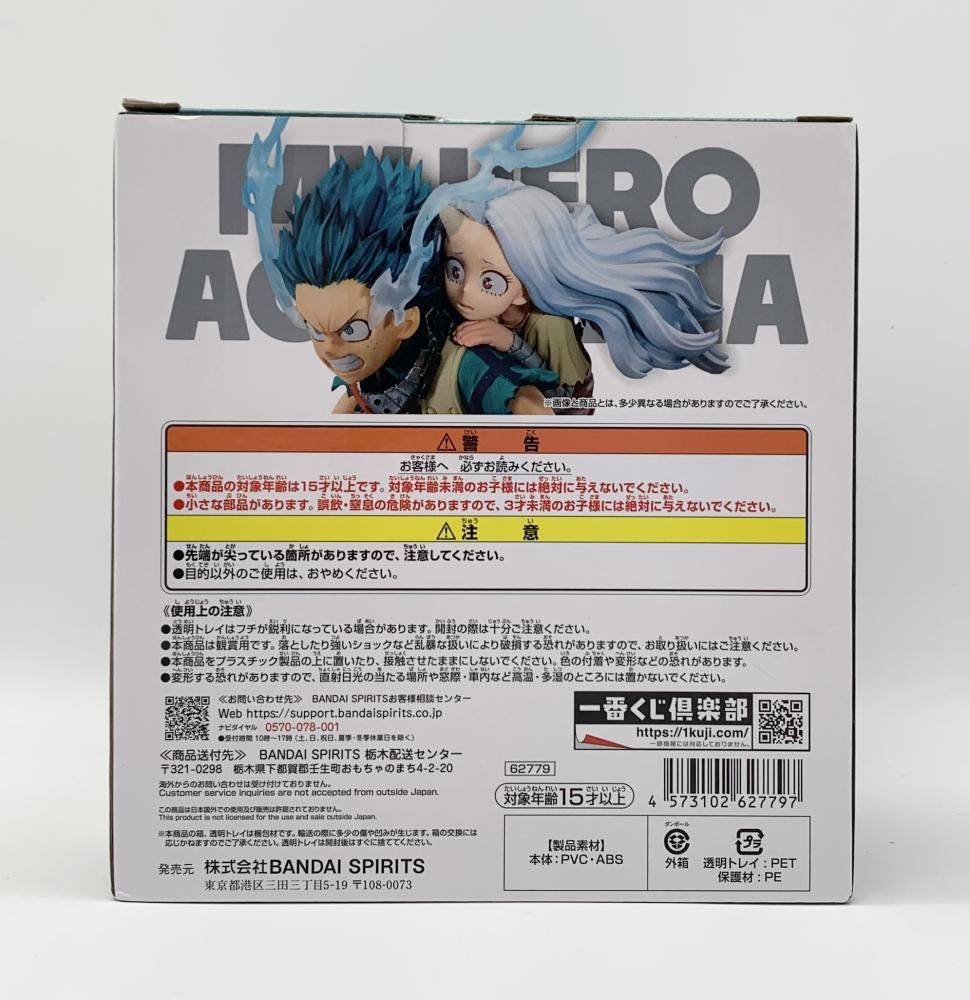 MY HERO
ACADEMIA
※画像と商品とは、多少異なる場合がありますのでご了承ください。
⚠警告
お客様へ 必ずお読みください。
●本商品の対象年齢は15才以上です。対象年齢未満のお子様には絶対に与えないでください。
●小さな部品があります。誤飲・窒息の危険がありますので、3才未満のお子様には絶対に与えないでください。
⚠注意
●先端が尖っている箇所がありますので、注意してください。
●目的以外のご使用は、おやめください。
《使用上の注意》
●透明トレイはフチが鋭利になっている場合があります。開封の際は十分ご注意ください。
●本商品は観賞用です。落としたり強いショックなど乱暴な扱いにより破損する恐れがありますので、お取り扱いにはご注意ください。
●本商品をプラスチック製品の上に置いたり、接触させたままにしないでください。色の付着や変形などの恐れがあります。
●変形する恐れがありますので、直射日光の当たる場所や窓際・車内など高温・多湿のところには置かないでください。
≪お問い合わせ先≫ BANDAI SPIRITSお客様相談センター
Web https://support.bandaispirits.co.jp
ナビダイヤル 0570-078-001
●受付時間 10時〜17時(土、日、祝日、夏季・冬季休業日を除く)
≪商品送付先≫ BANDAI SPIRITS 栃木配送センター
〒321-0298 栃木県下都賀郡壬生町おもちゃのまち4-2-20
海外からのお問い合わせは受け付けておりません。
Customer service inquiries are not accepted from outside Japan.
この商品は日本国外での使用及び販売は許諾されておりません。
This product is not licensed for the use and sale outside Japan.
※本商品の箱、透明トレイは梱包材です。輸送の際に多少の傷や凹みが生じます。箱の交換には
応じかねますのでご了承ください。透明トレイは開封後はすぐに捨ててください。
発売元 株式会社BANDAI SPIRITS
東京都港区三田三丁目5-19 〒108-0073
一番くじ倶楽部
https://1kuji.com/
一部機種には対応しておりません。
62779
対象年齢15才以上
4 573102 627797
【製品素材】
本体:PVC・ABS
ダンボール
外箱
プラ
透明トレイ:PET
保護材:PE